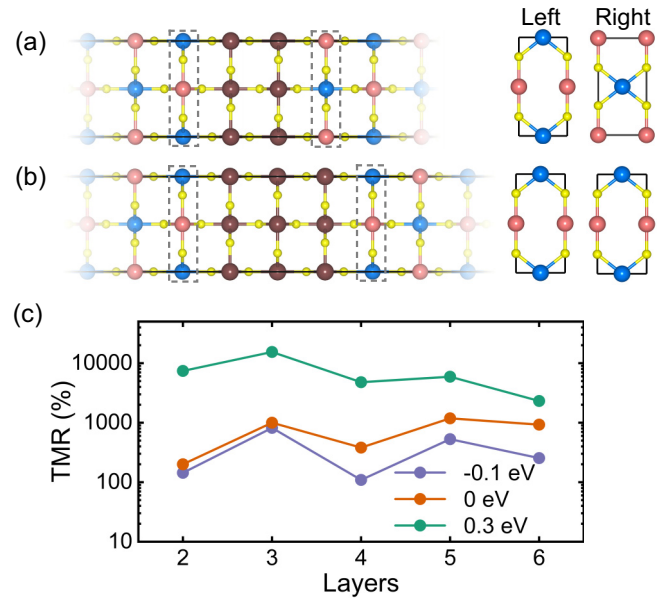 (a)
Left
Right
(b)
(c)
TMR (%)
10000
1000
100
10
-0.1 eV
0 eV
0.3 eV
2
3
4
5
6
Layers